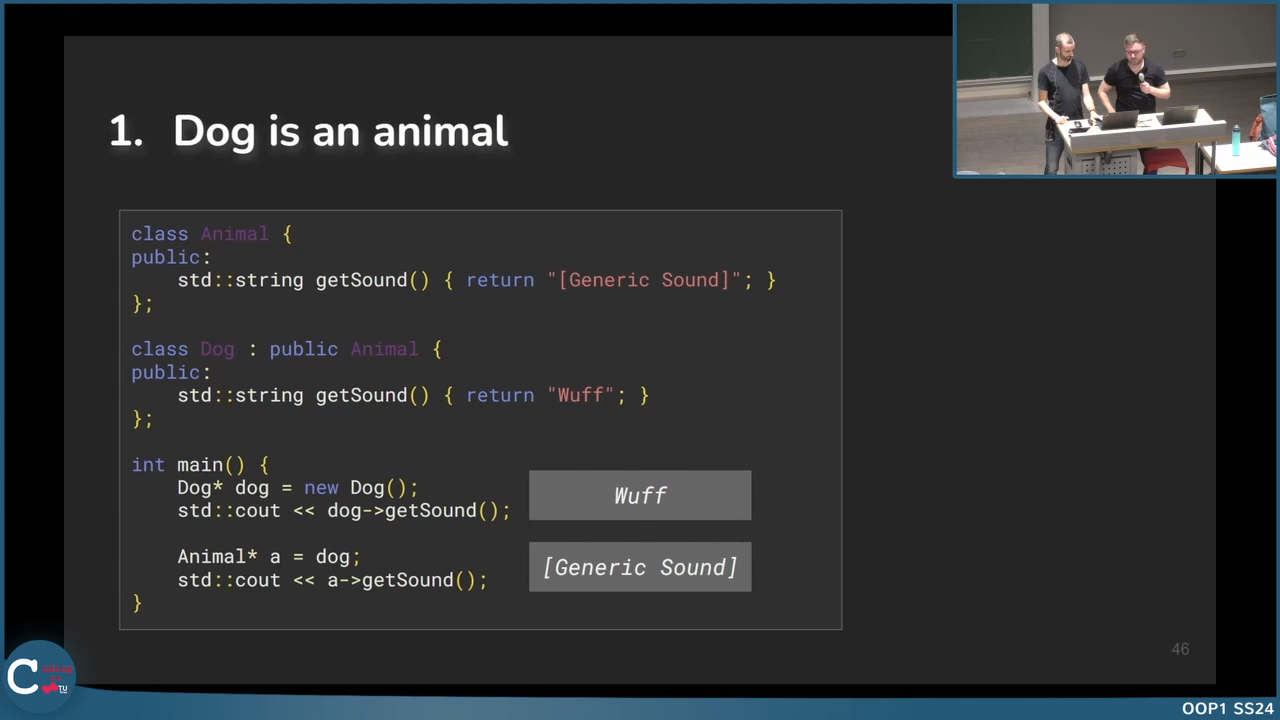 1. Dog is an animal
class Animal {
public:
    std::string getSound() { return "[Generic Sound]"; }
};
class Dog : public Animal {
public:
    std::string getSound() { return "Wuff"; }
};
int main() {
    Dog* dog = new Dog();
    std::cout << dog->getSound();
Wuff
    Animal* a = dog;
    std::cout << a->getSound();
[Generic Sound]
}
46
C
TU
OOP1 SS24